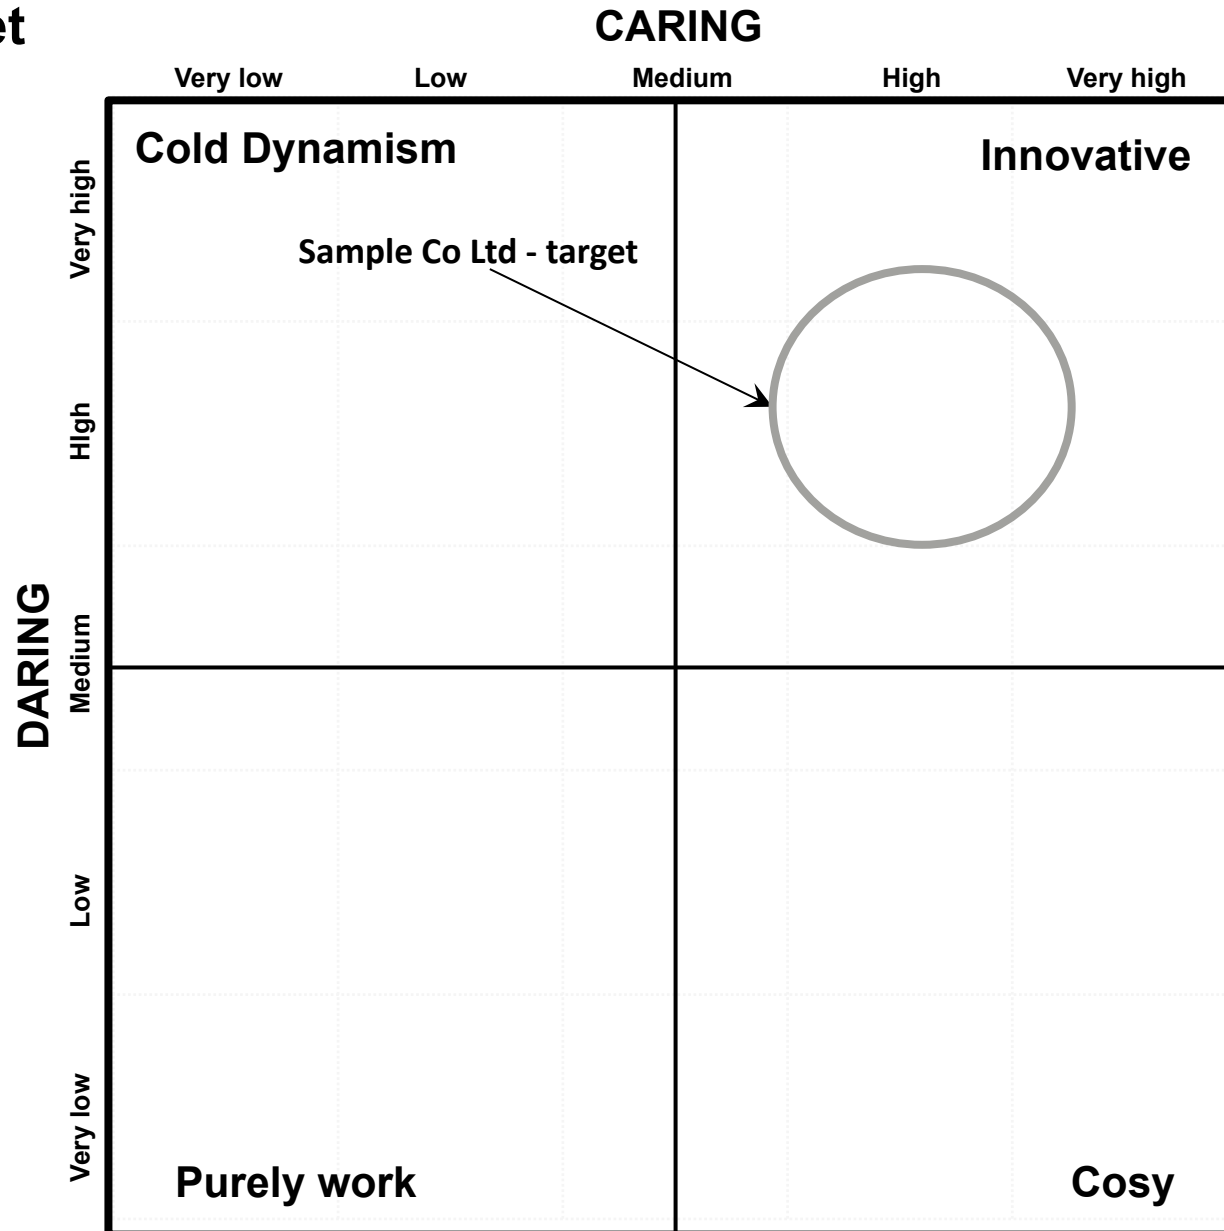 et
CARING
Very low Low Medium High Very high
Cold Dynamism
Innovative
Very high
Sample Co Ltd - target
HIgh
DARING
Medium
Low
Very low
Purely work
Cosy